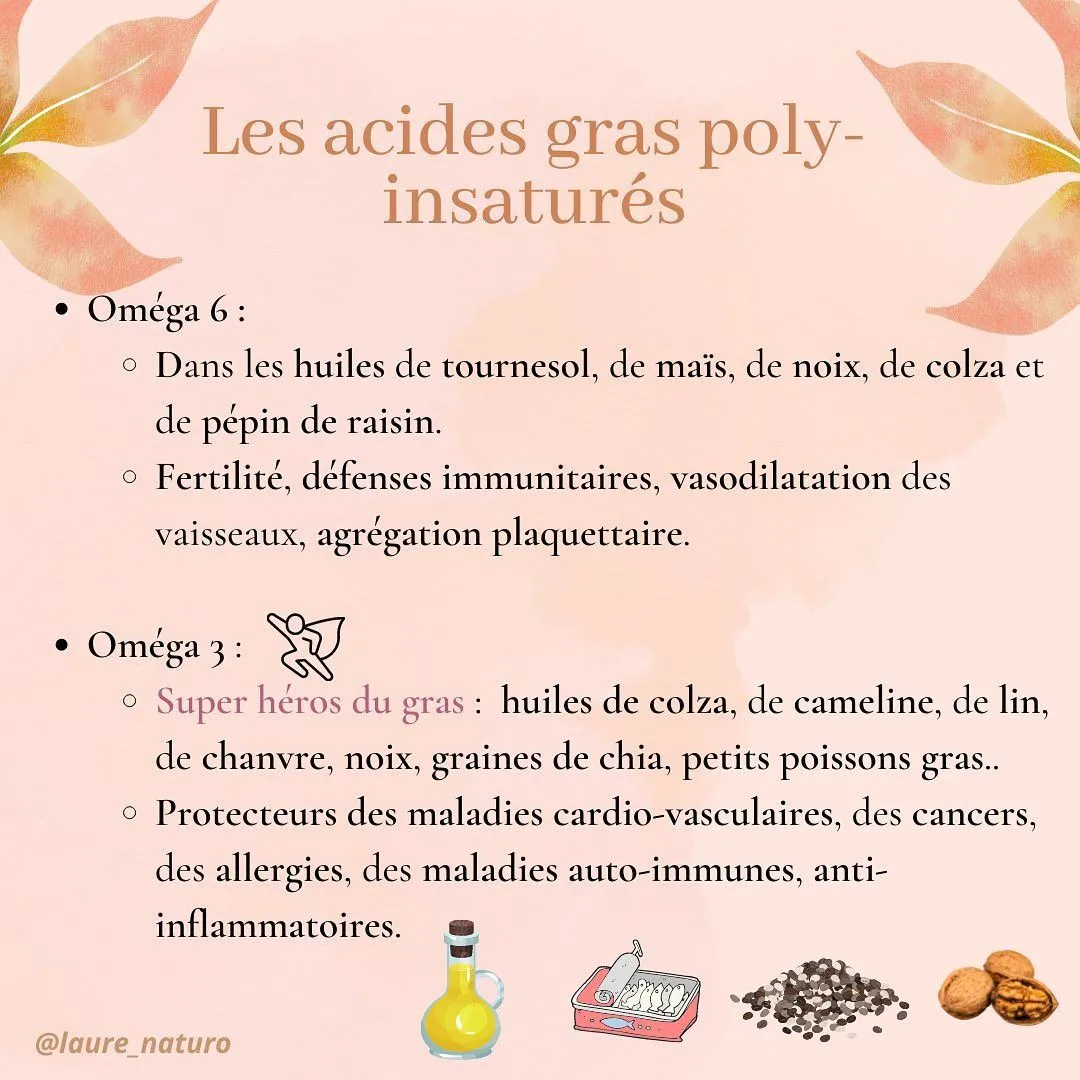 Les acides gras poly-
insaturés
• Oméga 6 :
◦ Dans les huiles de tournesol, de maïs, de noix, de colza et
de pépin de raisin.
◦ Fertilité, défenses immunitaires, vasodilatation des
vaisseaux, agrégation plaquettaire.
• Oméga 3 :
◦ Super héros du gras : huiles de colza, de cameline, de lin,
de chanvre, noix, graines de chia, petits poissons gras..
◦ Protecteurs des maladies cardio-vasculaires, des cancers,
des allergies, des maladies auto-immunes, anti-
inflammatoires.
@laure_naturo